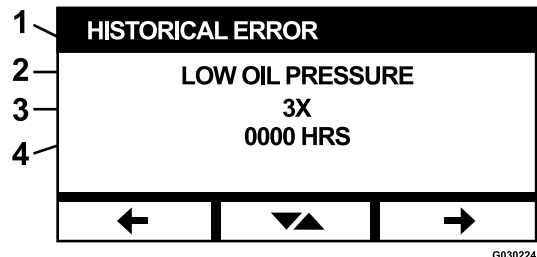 1 HISTORICAL ERROR
2 LOW OIL PRESSURE
3 3X
4 0000 HRS
G030224